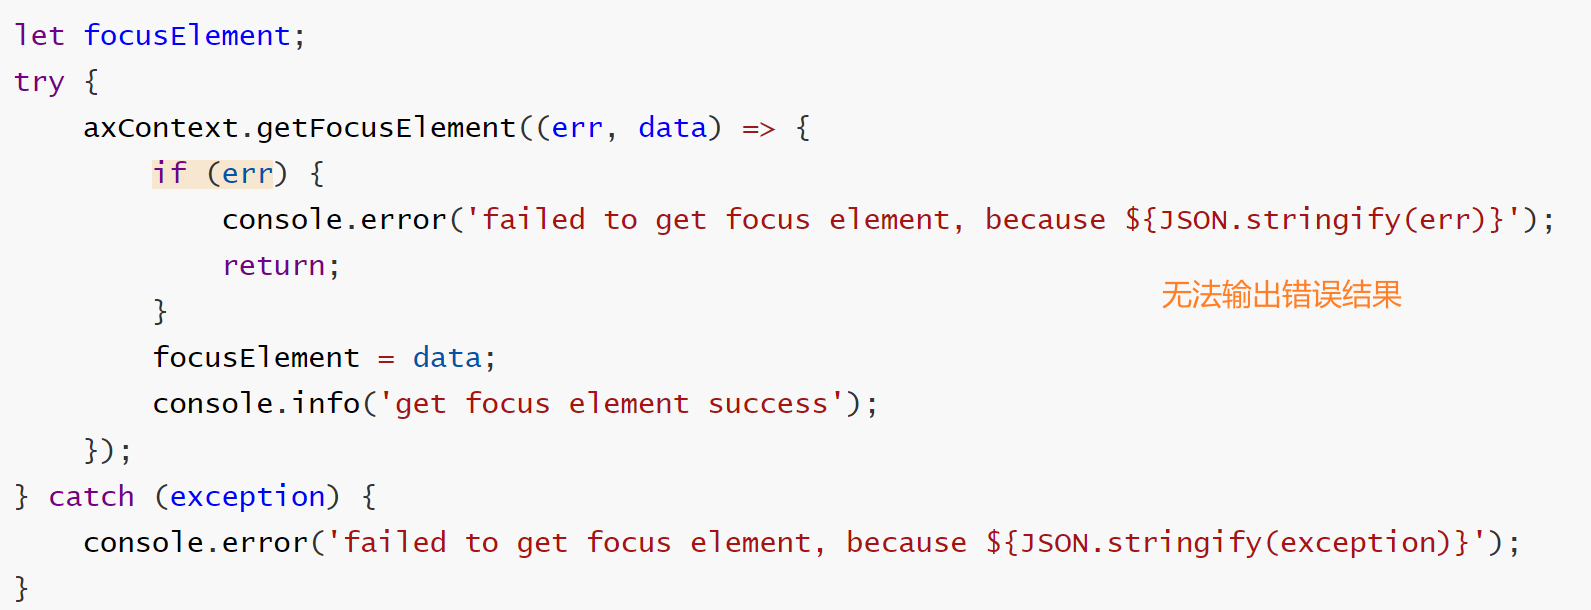 let focusElement;
try {
    axContext.getFocusElement((err, data) => {
        if (err) {
            console.error('failed to get focus element, because ${JSON.stringify(err)}');
            return;
无法输出错误结果
        }
        focusElement = data;
        console.info('get focus element success');
    });
} catch (exception) {
    console.error('failed to get focus element, because ${JSON.stringify(exception)}');
}